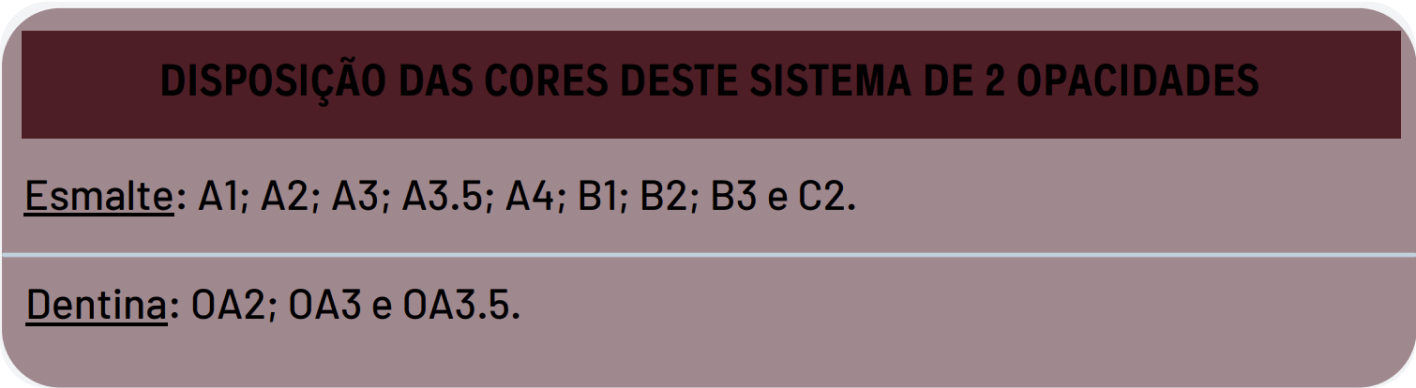 DISPOSIÇÃO DAS CORES DESTE SISTEMA DE 2 OPACIDADES
Esmalte: A1; A2; A3; A3.5; A4; B1; B2; B3 e C2.
Dentina: OA2; OA3 e OA3.5.